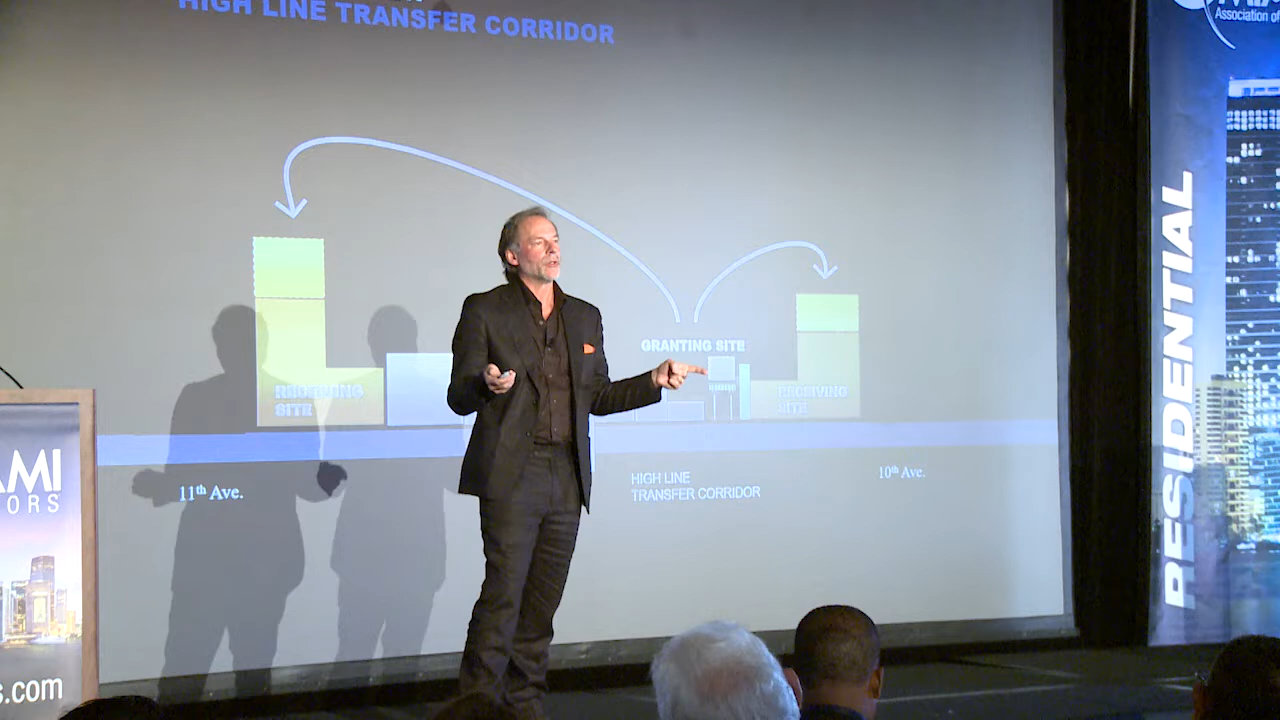 HIGH LINE TRANSFER CORRIDOR
Association of
GRANTING SITE
RECEIVING
SITE
RECEIVING
SITE
11th Ave.
HIGH LINE
TRANSFER CORRIDOR
10th Ave.
AMI
ORS
s.com
RESIDENTIAL